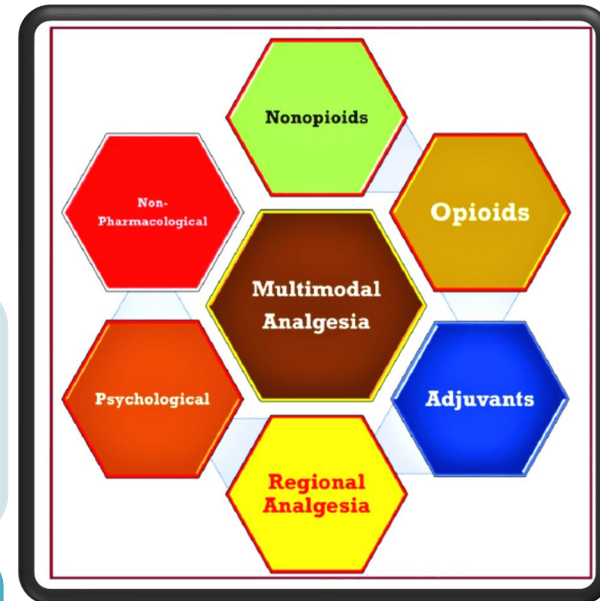 Nonopioids
Opioids
Non-
Pharmacological
Multimodal
Analgesia
Psychological
Adjuvants
Regional
Analgesia